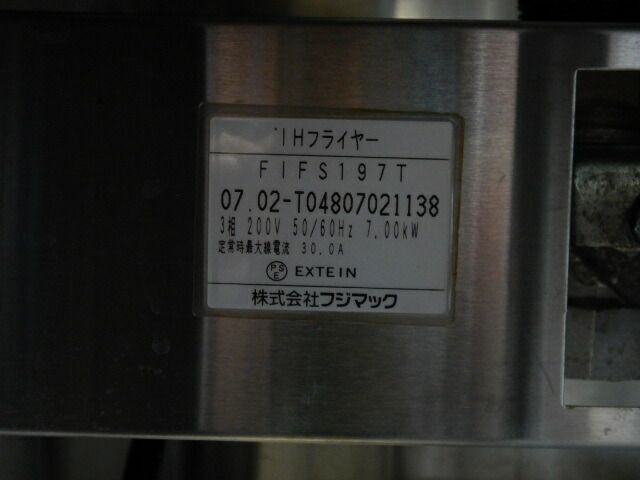 IHフライヤー
FIFS197T
07.02-T04807021138
3相 200V 50/60Hz 7.00kW
定常時最大線電流 30.0A
PSE EXTEIN
株式会社フジマック